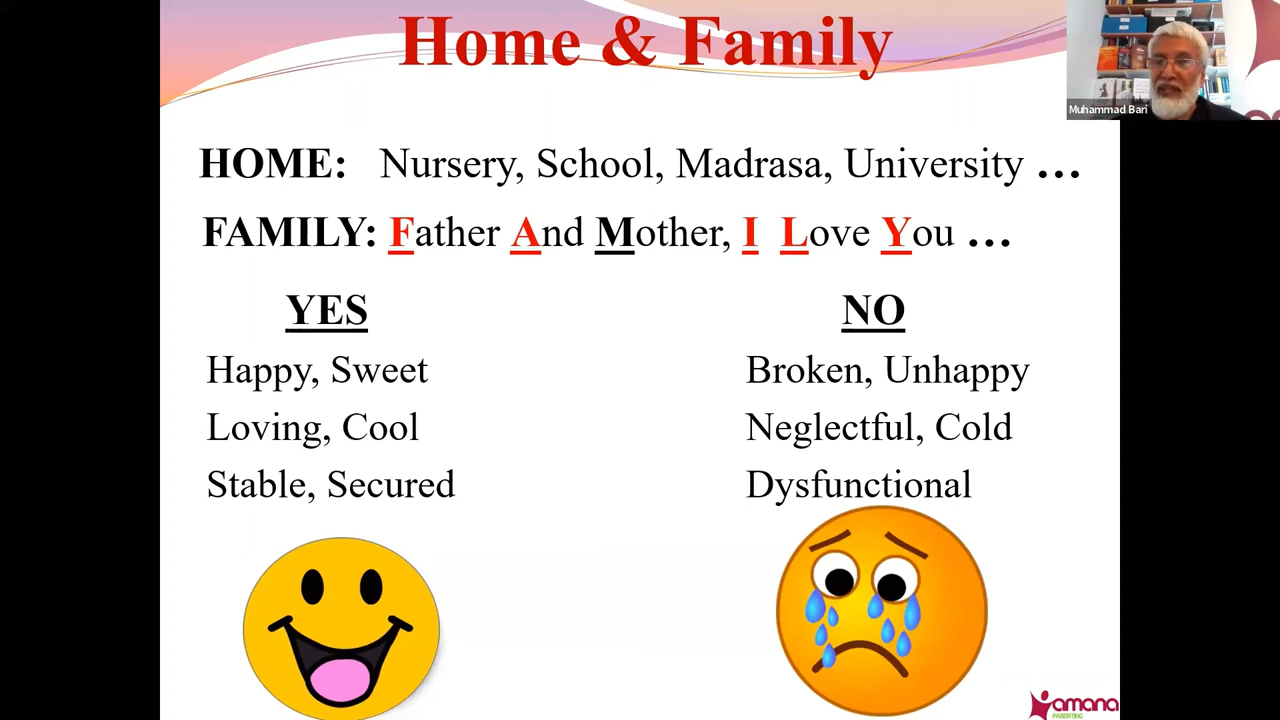 Home & Family
Muhammad Bari
HOME: Nursery, School, Madrasa, University ...
FAMILY: Father And Mother, I Love You ...
YES
NO
Happy, Sweet
Broken, Unhappy
Loving, Cool
Neglectful, Cold
Stable, Secured
Dysfunctional
amana
PARENTING